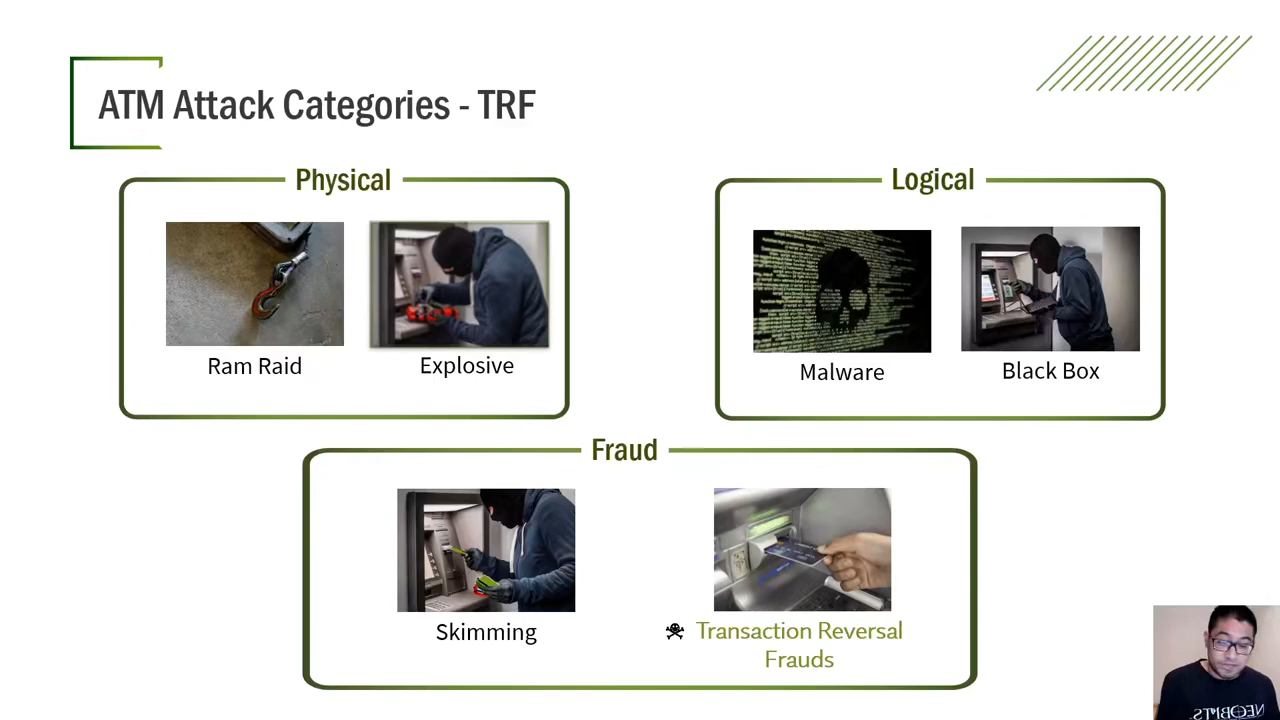 ATM Attack Categories - TRF
Physical
Logical
Ram Raid
Explosive
Malware
Black Box
Fraud
Skimming
Transaction Reversal
Frauds